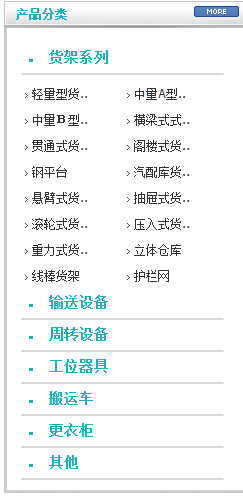 产品分类 MORE
货架系列
轻量型货.. 中量A型..
中量B型.. 横梁式式..
贯通式货.. 阁楼式货..
钢平台 汽配库货..
悬臂式货.. 抽屉式货..
滚轮式货.. 压入式货..
重力式货.. 立体仓库
线棒货架 护栏网
输送设备
周转设备
工位器具
搬运车
更衣柜
其他